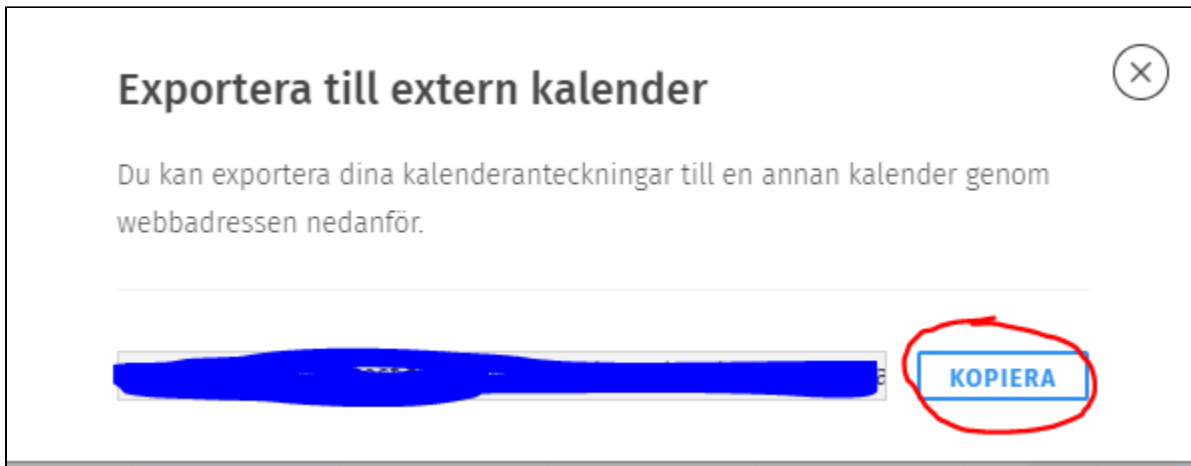 Exportera till extern kalender
Du kan exportera dina kalenderanteckningar till en annan kalender genom
webbadressen nedanför.
KOPIERA